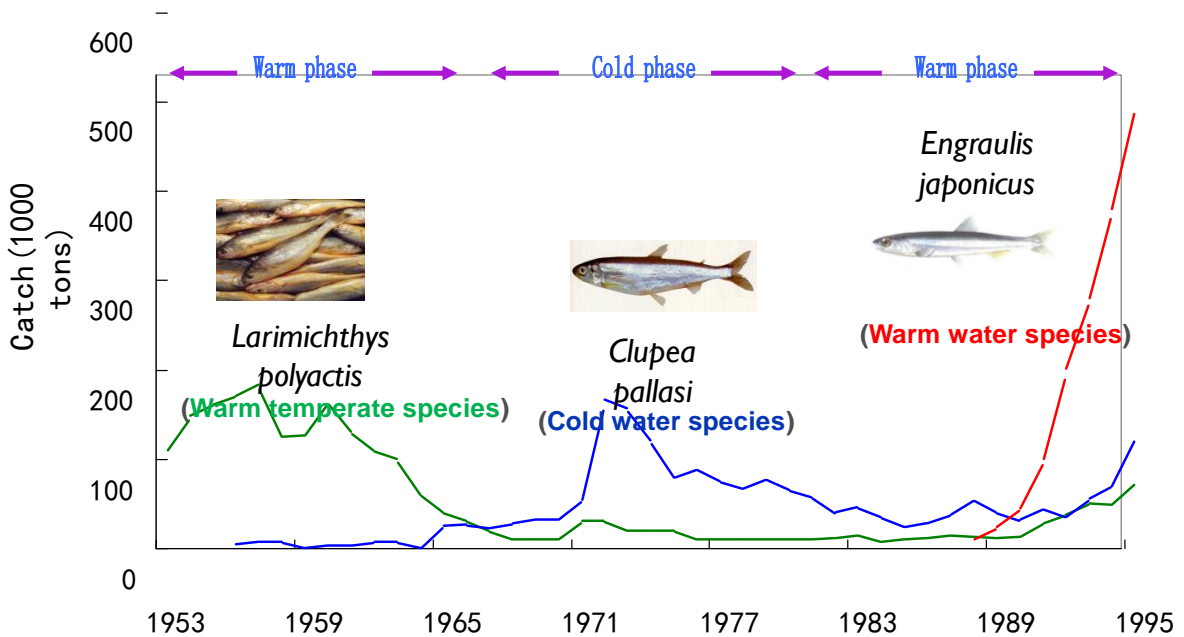 600
Warm phase
Cold phase
Warm phase
500
Engraulis
japonicus
400
Catch(1000
tons)
300
Larimichthys
polyactis
(Warm temperate species)
Clupea
pallasi
(Cold water species)
(Warm water species)
200
100
0
1953
1959
1965
1971
1977
1983
1989
1995